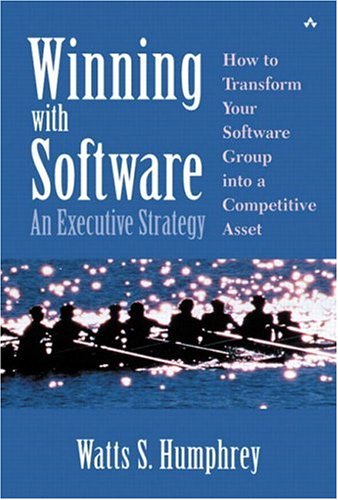 Winning
with
Software
An Executive Strategy
How to
Transform
Your
Software
Group
into a
Competitive
Asset
Watts S. Humphrey